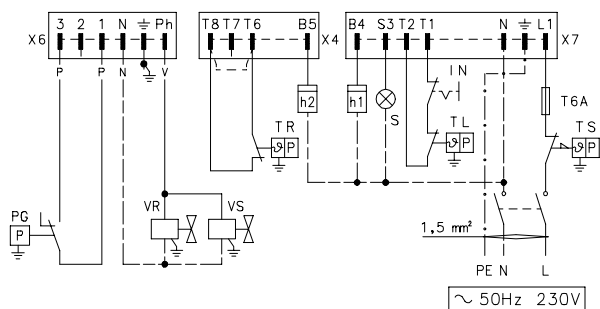 3 2 1 N Ph
X6
P P N V
T8 T7 T6 B5
X4
B4 S3 T2 T1 N L1
X7
h2
h1
S
IN
T6A
TR
ϑ P
TL
ϑ P
TS
ϑ P
PG
P
VR VS
1,5 mm²
PE N L
~ 50Hz 230V